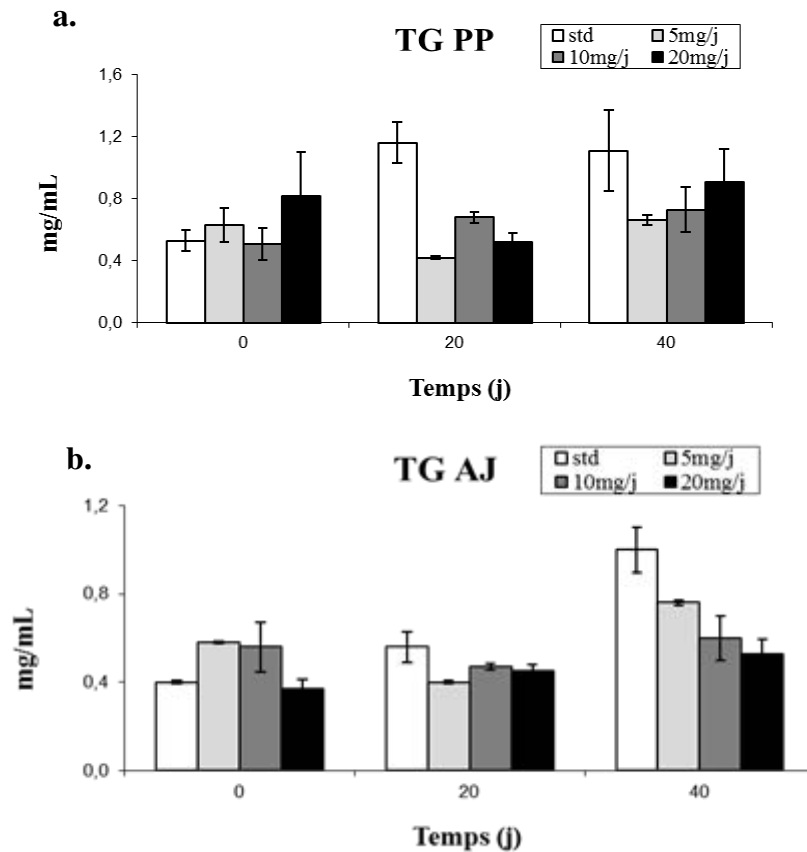 a.
TG PP
std 5mg/j
10mg/j 20mg/j
1,6
1,2
0,8
0,4
0,0
mg/mL
0 20 40
Temps (j)
b.
TG AJ
std 5mg/j
10mg/j 20mg/j
1,2
0,8
0,4
0,0
mg/mL
0 20 40
Temps (j)